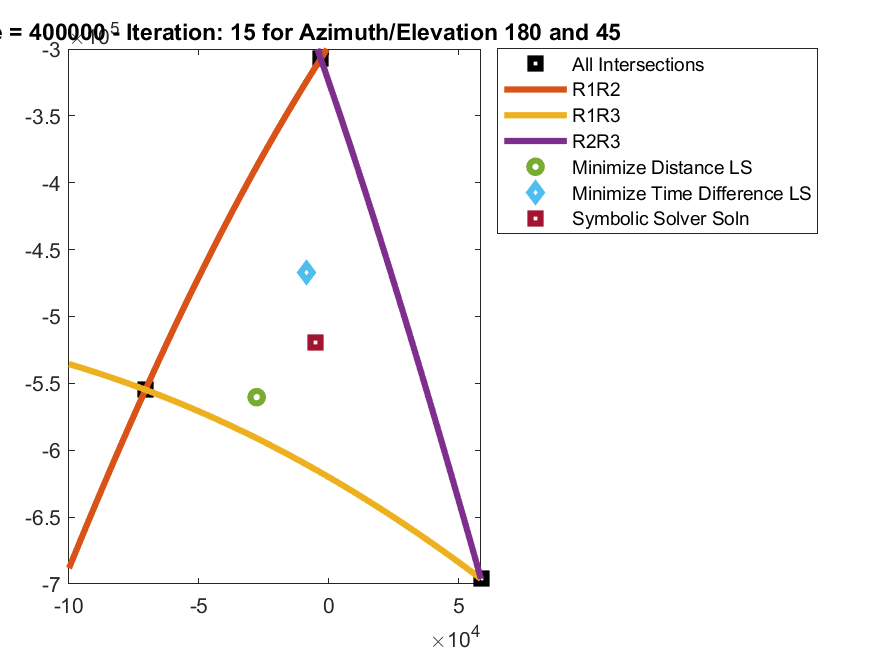 e = 400000 - Iteration: 15 for Azimuth/Elevation 180 and 45
×10^5
-3
-3.5
-4
-4.5
-5
-5.5
-6
-6.5
-7
-10 -5 0 5
×10^4
All Intersections
R1R2
R1R3
R2R3
Minimize Distance LS
Minimize Time Difference LS
Symbolic Solver Soln